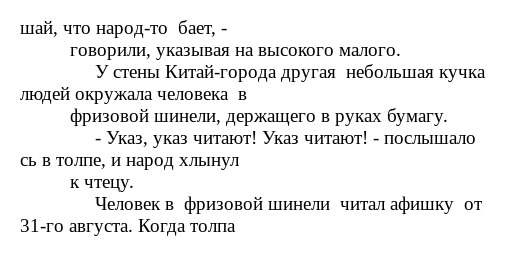 шай, что народ-то  бает, -
говорили, указывая на высокого малого.
У стены Китай-города другая  небольшая кучка
людей окружала человека  в
фризовой шинели, держащего в руках бумагу.
- Указ, указ читают! Указ читают! - послышало
сь в толпе, и народ хлынул
к чтецу.
Человек в  фризовой шинели  читал афишку  от
31-го августа. Когда толпа